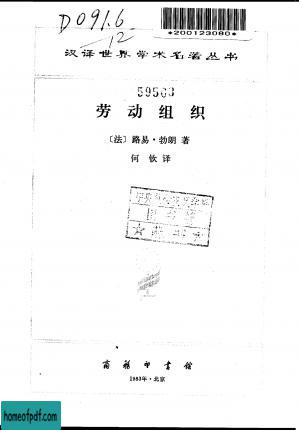 D091.6
12
*200123080*
汉译世界学术名著丛书
59563
劳动组织
〔法〕路易·勃朗 著
何钦 译
商务印书馆
1983年·北京
homeofpdf.com